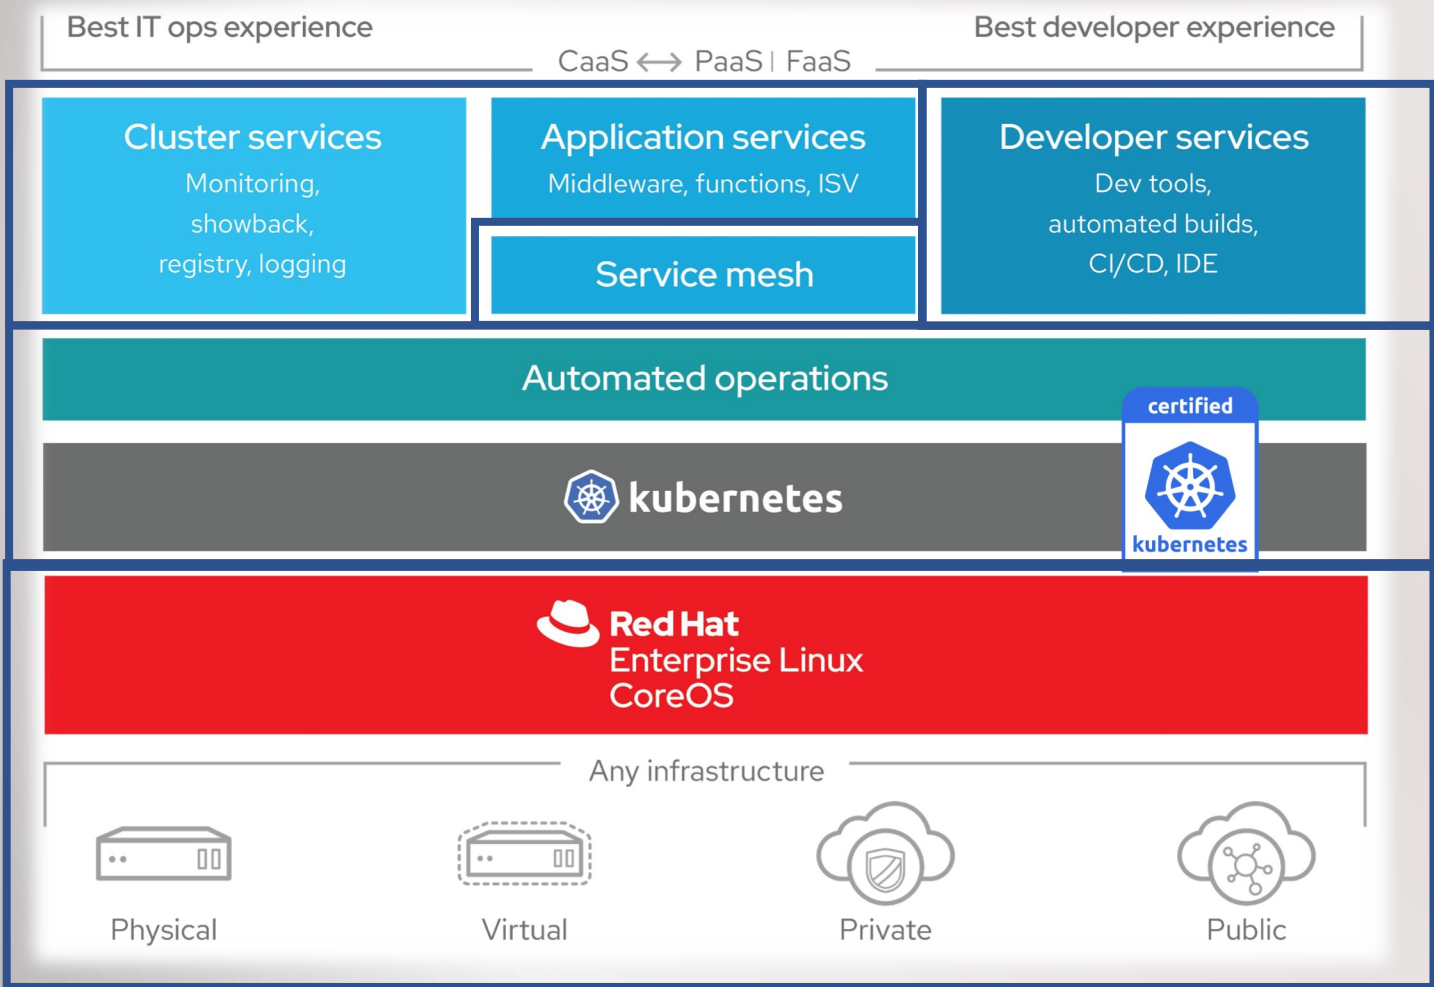 Best IT ops experience
Best developer experience
CaaS ↔ PaaS | FaaS
Cluster services
Monitoring,
showback,
registry, logging
Application services
Middleware, functions, ISV
Service mesh
Developer services
Dev tools,
automated builds,
CI/CD, IDE
Automated operations
certified
kubernetes
kubernetes
Red Hat
Enterprise Linux
CoreOS
Any infrastructure
Physical
Virtual
Private
Public